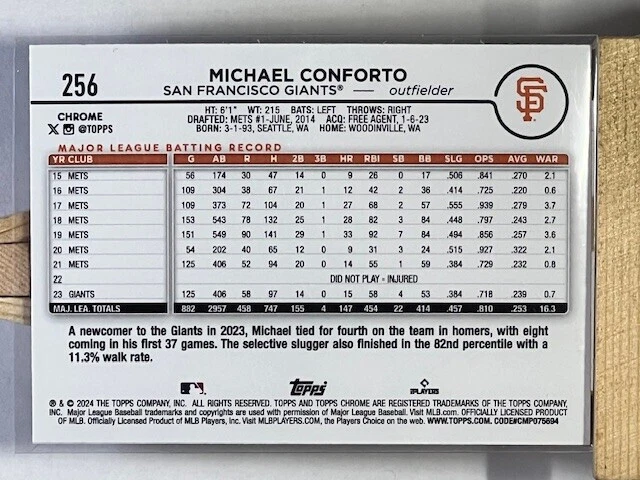 256
MICHAEL CONFORTO
SAN FRANCISCO GIANTS® — outfielder
SF
CHROME
X @TOPPS
HT: 6'1" WT: 215 BATS: LEFT THROWS: RIGHT
DRAFTED: METS #1-JUNE, 2014 ACQ: FREE AGENT, 1-6-23
BORN: 3-1-93, SEATTLE, WA HOME: WOODINVILLE, WA
MAJOR LEAGUE BATTING RECORD
YR CLUB G AB R H 2B 3B HR RBI SB BB SLG OPS AVG WAR
15 METS 56 174 30 47 14 0 9 26 0 17 .506 .841 .270 2.1
16 METS 109 304 38 67 21 1 12 42 2 36 .414 .725 .220 0.6
17 METS 109 373 72 104 20 1 27 68 2 57 .555 .939 .279 3.7
18 METS 153 543 78 132 25 1 28 82 3 84 .448 .797 .243 2.7
19 METS 151 549 90 141 29 1 33 92 7 84 .494 .856 .257 3.6
20 METS 54 202 40 65 12 0 9 31 3 24 .515 .927 .322 2.1
21 METS 125 406 52 94 20 0 14 55 1 59 .384 .729 .232 0.8
22 DID NOT PLAY - INJURED
23 GIANTS 125 406 58 97 14 0 15 58 4 53 .384 .718 .239 0.7
MAJ. LEA. TOTALS 882 2957 458 747 155 4 147 454 22 414 .457 .810 .253 16.3
A newcomer to the Giants in 2023, Michael tied for fourth on the team in homers, with eight
coming in his first 37 games. The selective slugger also finished in the 82nd percentile with a
11.3% walk rate.
Topps
PLAYERS
® & © 2024 THE TOPPS COMPANY, INC. ALL RIGHTS RESERVED. TOPPS AND TOPPS CHROME ARE REGISTERED TRADEMARKS OF THE TOPPS COMPANY,
INC. Major League Baseball trademarks and copyrights are used with permission of Major League Baseball. Visit MLB.com. OFFICIALLY LICENSED PRODUCT
OF MLB. Officially Licensed Product of MLB Players, Inc. Visit MLBPLAYERS.com, the Players Choice on the web. WWW.TOPPS.COM. CODE#CMP075694